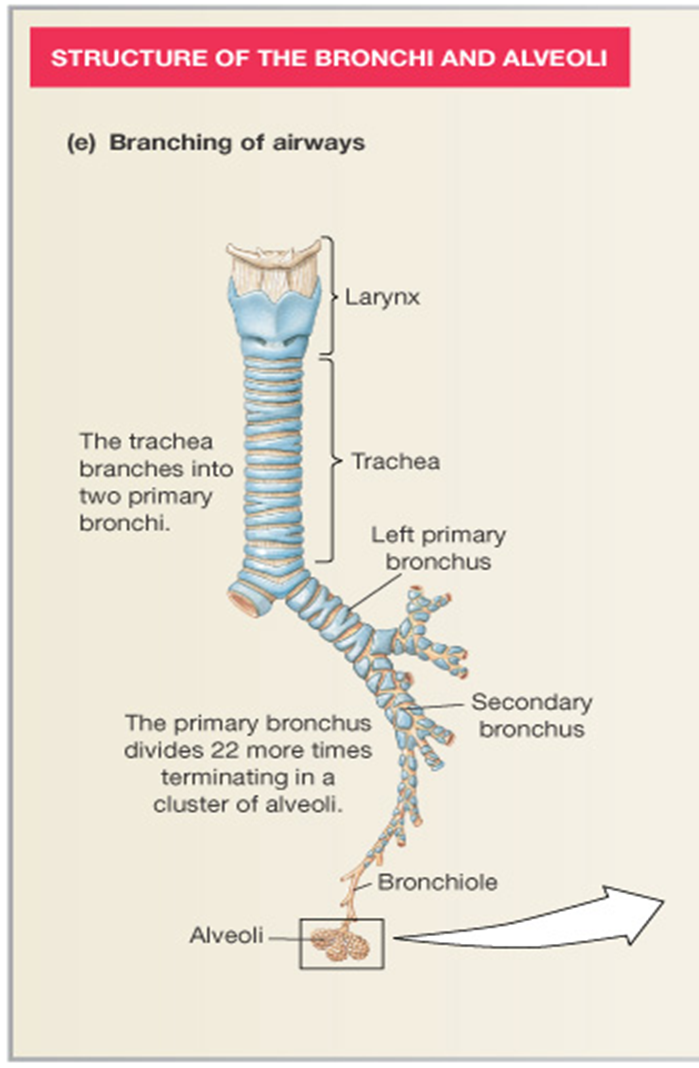 STRUCTURE OF THE BRONCHI AND ALVEOLI
(e) Branching of airways
Larynx
The trachea
branches into
two primary
bronchi.
Trachea
Left primary
bronchus
Secondary
bronchus
The primary bronchus
divides 22 more times
terminating in a
cluster of alveoli.
Bronchiole
Alveoli